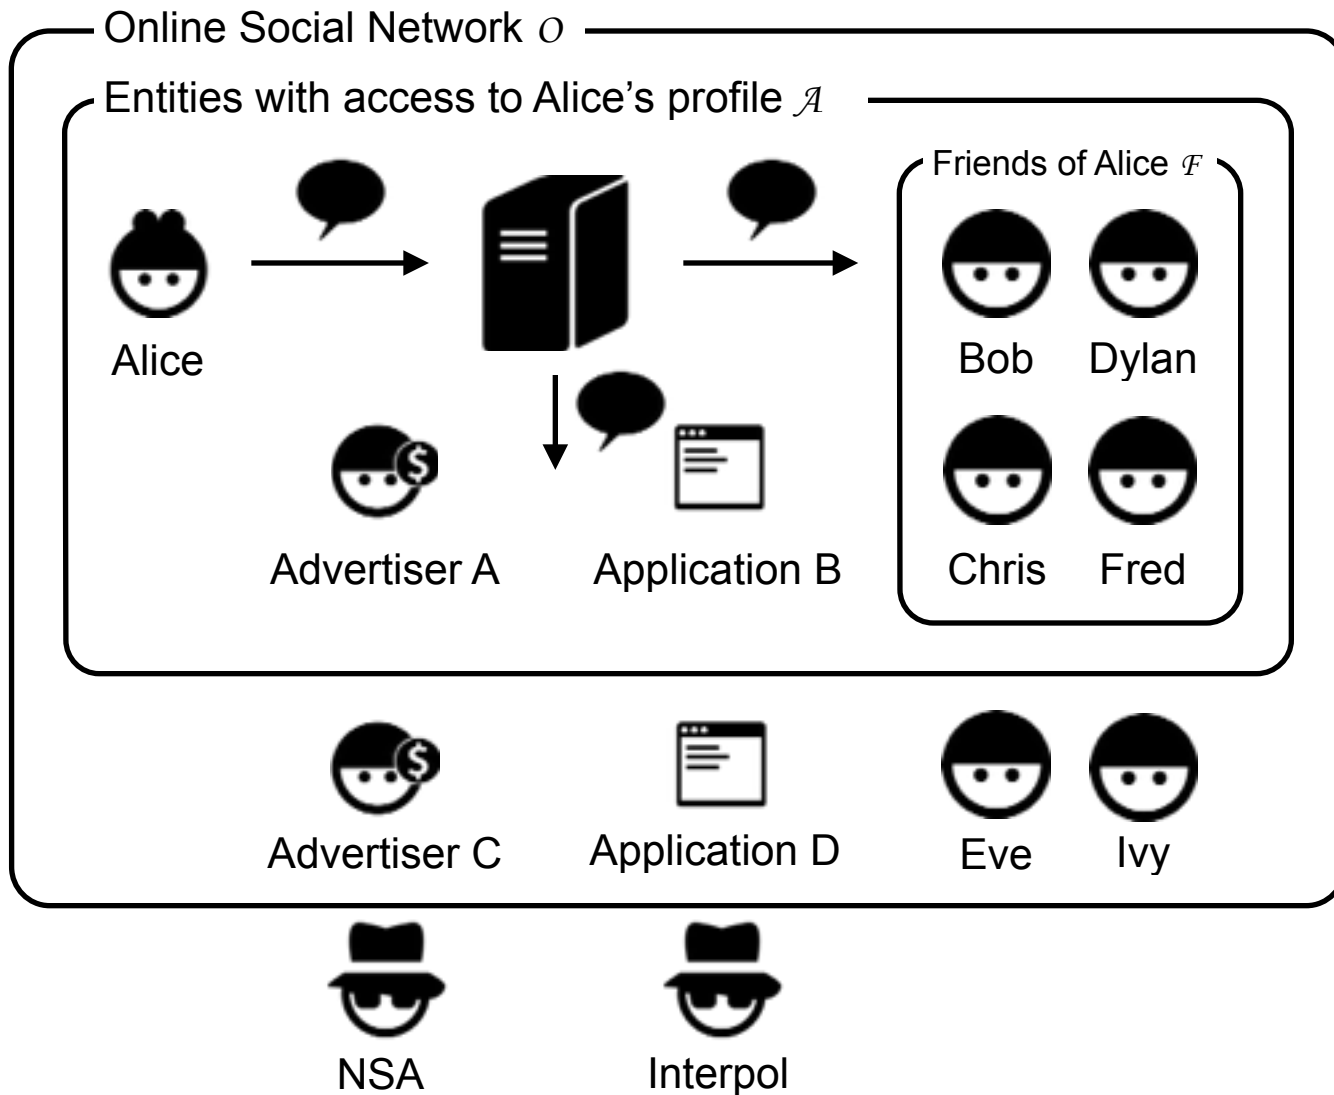 Online Social Network O
Entities with access to Alice's profile A
Friends of Alice F
Alice
Bob
Dylan
$
Advertiser A
Application B
Chris
Fred
$
Advertiser C
Application D
Eve
Ivy
NSA
Interpol